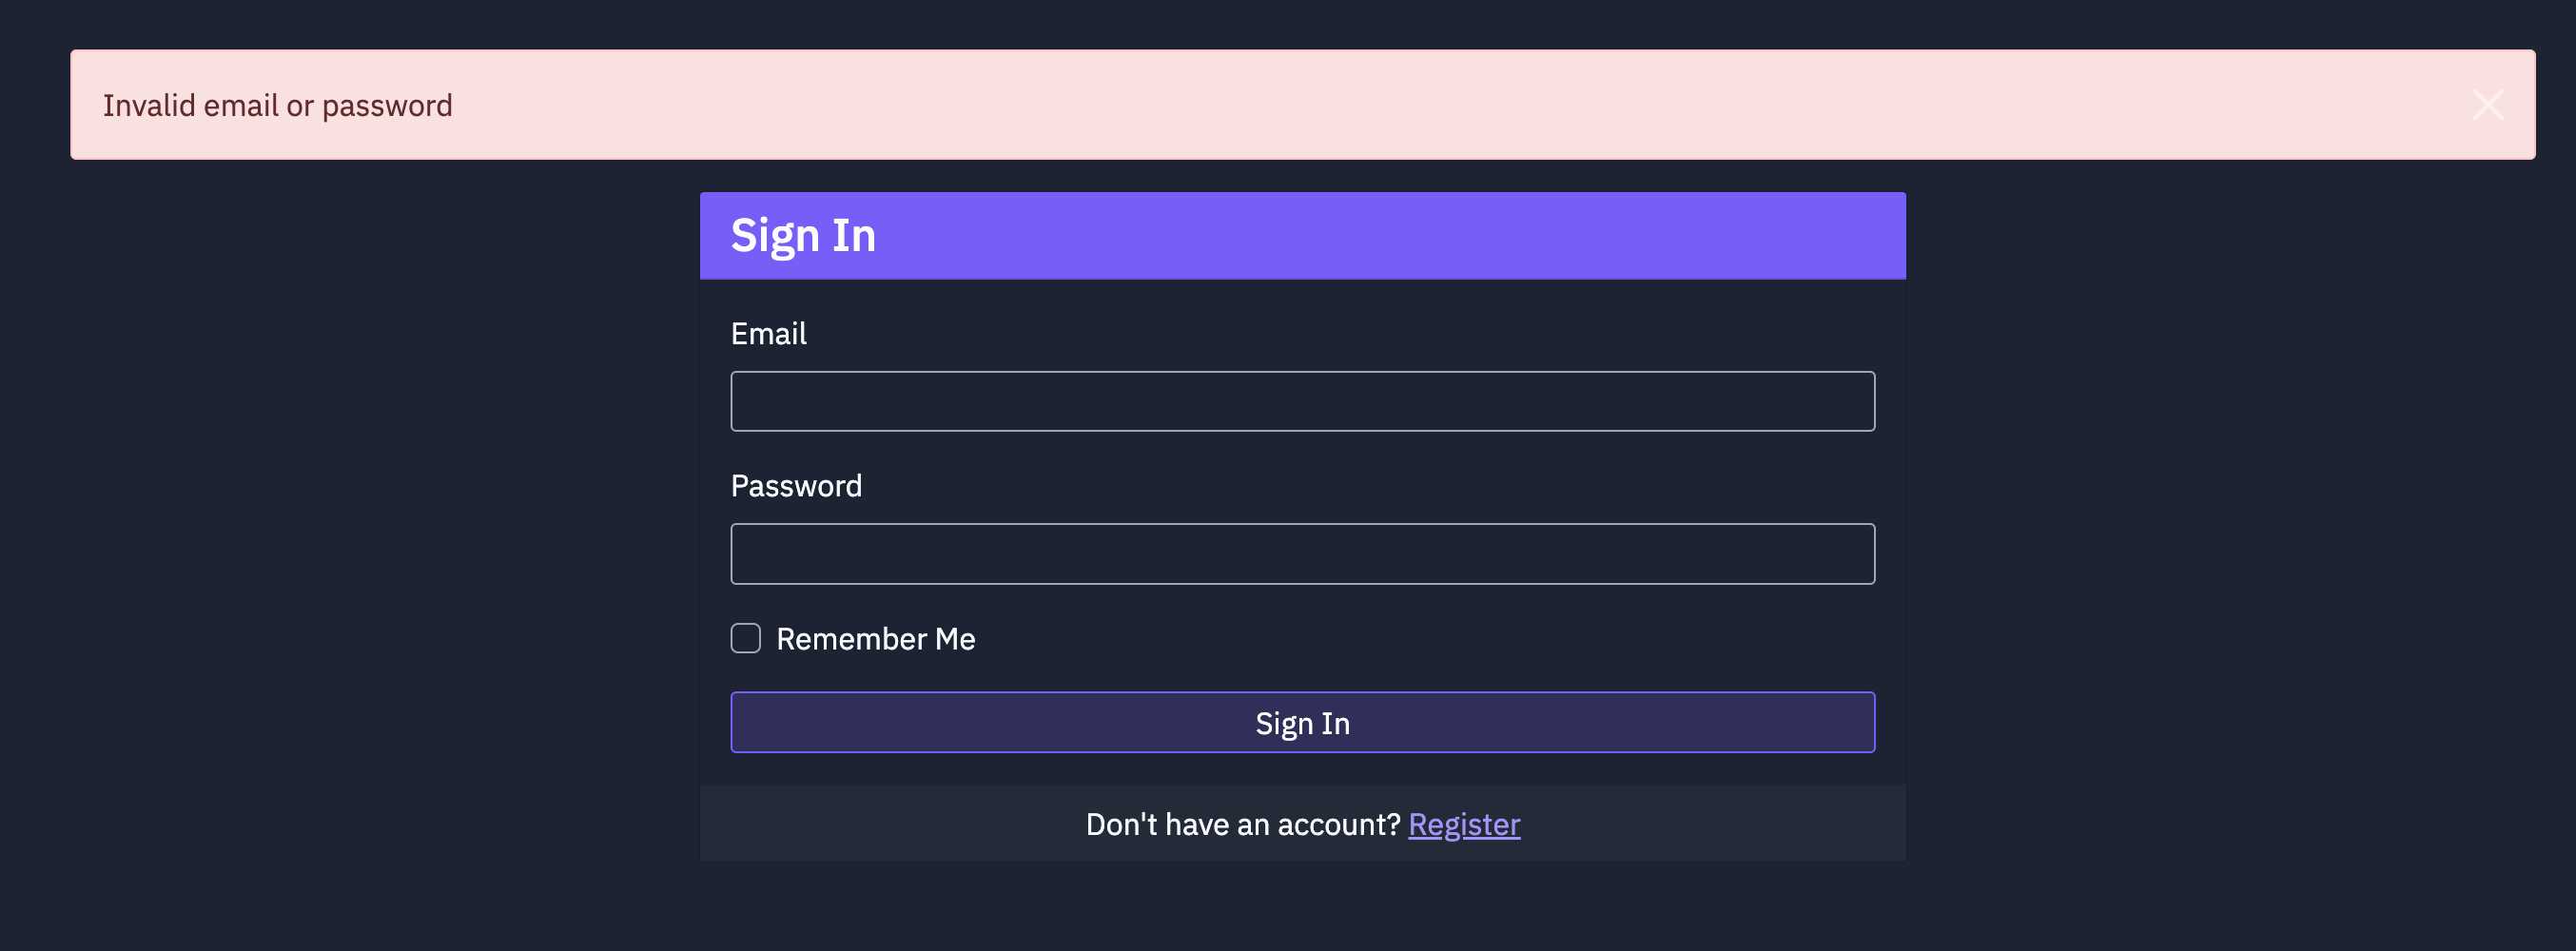 Invalid email or password
Sign In
Email
Password
Remember Me
Sign In
Don't have an account? Register